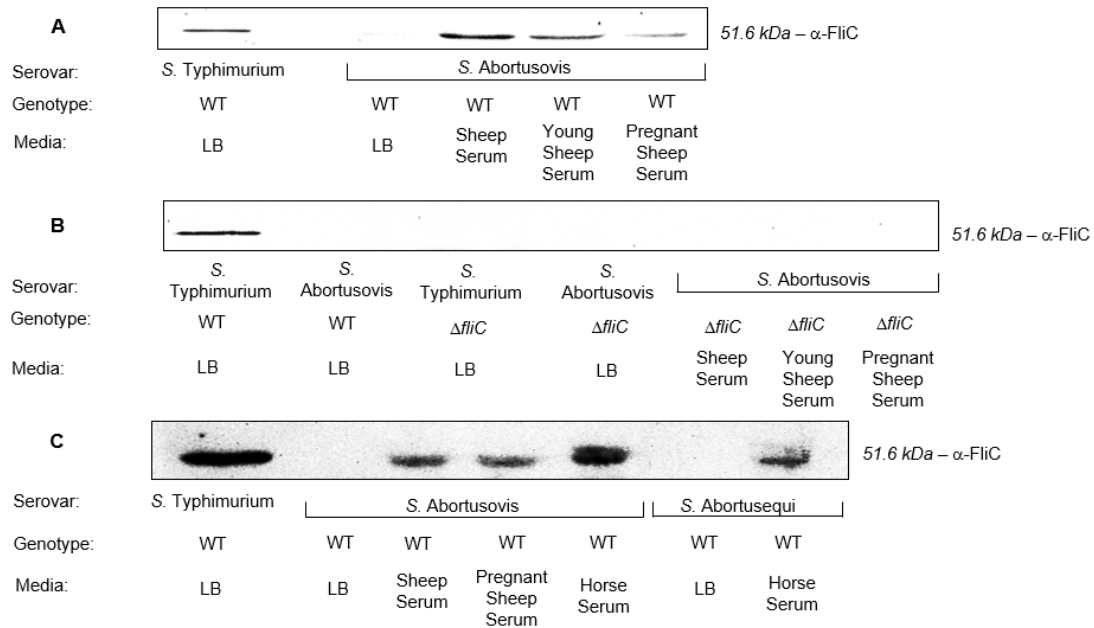 A
51.6 kDa – α-FliC
Serovar: S. Typhimurium S. Abortusovis
Genotype: WT WT WT WT WT
Media: LB LB Sheep Serum Young Sheep Serum Pregnant Sheep Serum
B
51.6 kDa – α-FliC
Serovar: S. Typhimurium S. Abortusovis S. Typhimurium S. Abortusovis S. Abortusovis
Genotype: WT WT ΔfliC ΔfliC ΔfliC ΔfliC ΔfliC
Media: LB LB LB LB Sheep Serum Young Sheep Serum Pregnant Sheep Serum
C
51.6 kDa – α-FliC
Serovar: S. Typhimurium S. Abortusovis S. Abortusequi
Genotype: WT WT WT WT WT WT WT
Media: LB LB Sheep Serum Pregnant Sheep Serum Horse Serum LB Horse Serum